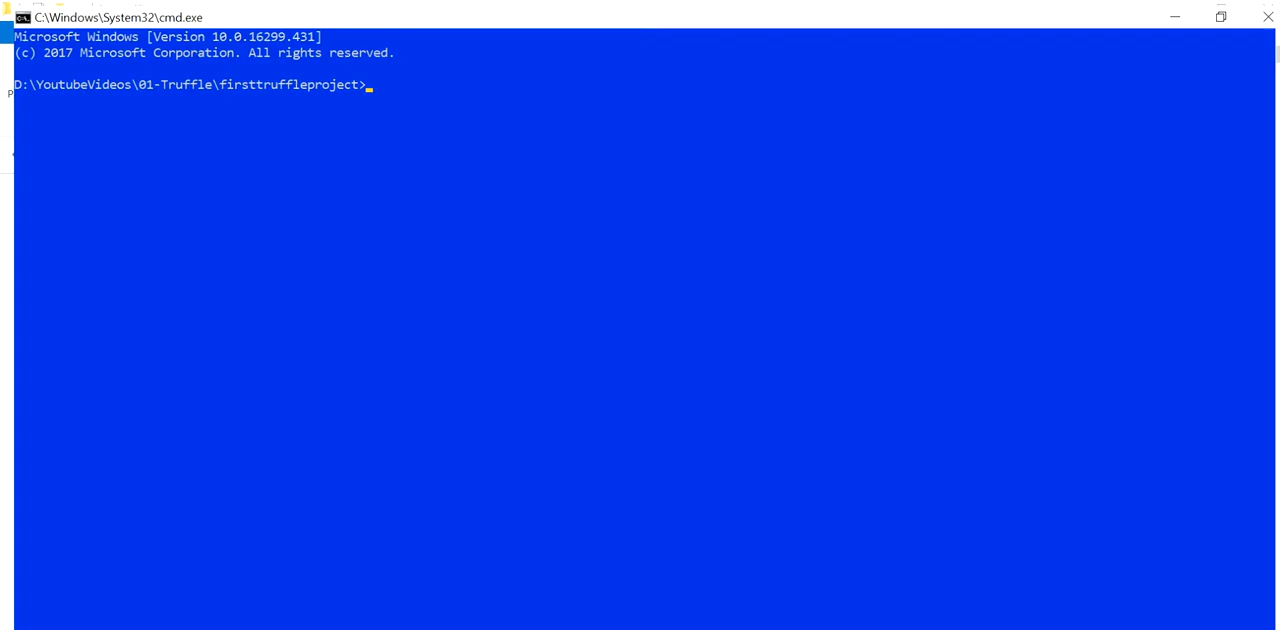 C:\Windows\System32\cmd.exe
Microsoft Windows [Version 10.0.16299.431]
(c) 2017 Microsoft Corporation. All rights reserved.
D:\YoutubeVideos\01-Truffle\firsttruffleproject>